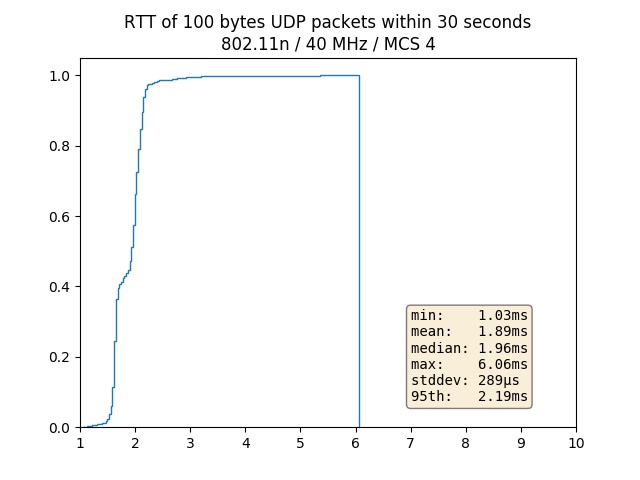 RTT of 100 bytes UDP packets within 30 seconds
802.11n / 40 MHz / MCS 4
1.0
0.8
0.6
0.4
0.2
0.0
min: 1.03ms
mean: 1.89ms
median: 1.96ms
max: 6.06ms
stddev: 289µs
95th: 2.19ms
1 2 3 4 5 6 7 8 9 10